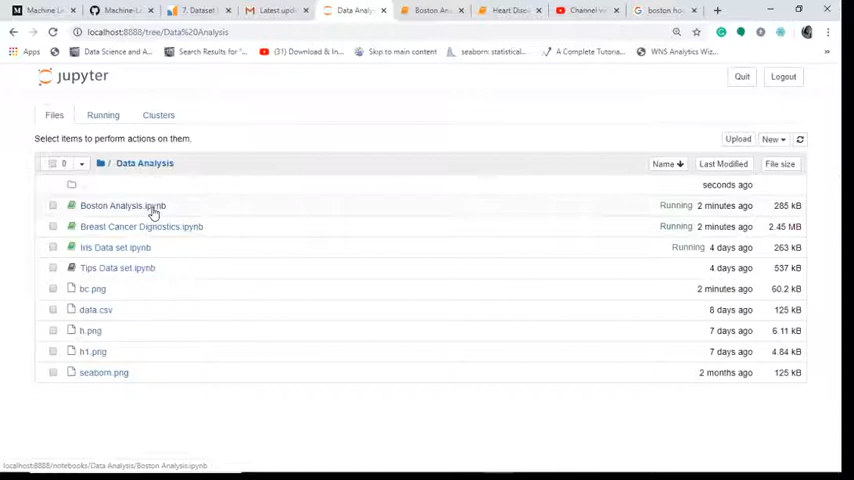 Machine L
Machine-L
7. Dataset
Latest upda
Data Analy
Boston An
Heart Dise
Channel v
boston ho
localhost:8888/tree/Data%20Analysis
Apps
Data Science and A...
Search Results for '...
(31) Download & In...
Skip to main content
seaborn: statistical...
A Complete Tutoria...
WNS Analytics Wiz...
jupyter
Quit
Logout
Files
Running
Clusters
Select items to perform actions on them.
Upload
New
0
/ Data Analysis
Name
Last Modified
File size
..
seconds ago
Boston Analysis.ipynb
Running 2 minutes ago 285 kB
Breast Cancer Dignostics.ipynb
Running 2 minutes ago 2.45 MB
Iris Data set.ipynb
Running 4 days ago 263 kB
Tips Data set.ipynb
4 days ago 537 kB
bc.png
2 minutes ago 60.2 kB
data.csv
8 days ago 125 kB
h.png
7 days ago 6.11 kB
h1.png
7 days ago 4.84 kB
seaborn.png
2 months ago 125 kB
localhost:8888/notebooks/Data Analysis/Boston Analysis.ipynb